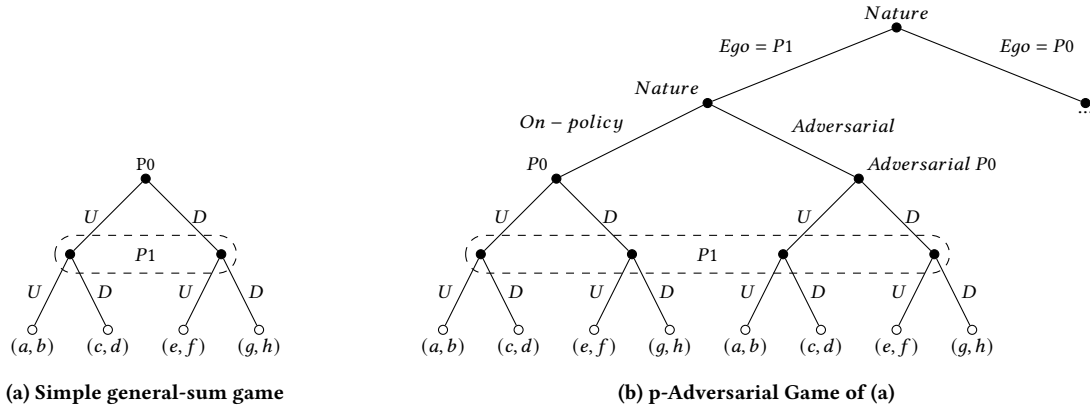 Nature
Ego = P1
Ego = P0
Nature
...
On − policy
Adversarial
P0
P0
Adversarial P0
U
D
U
D
U
D
P1
P1
U
D
U
D
U
D
U
D
U
D
U
D
(a, b)
(c, d)
(e, f)
(g, h)
(a, b)
(c, d)
(e, f)
(g, h)
(a, b)
(c, d)
(e, f)
(g, h)
(a) Simple general-sum game
(b) p-Adversarial Game of (a)